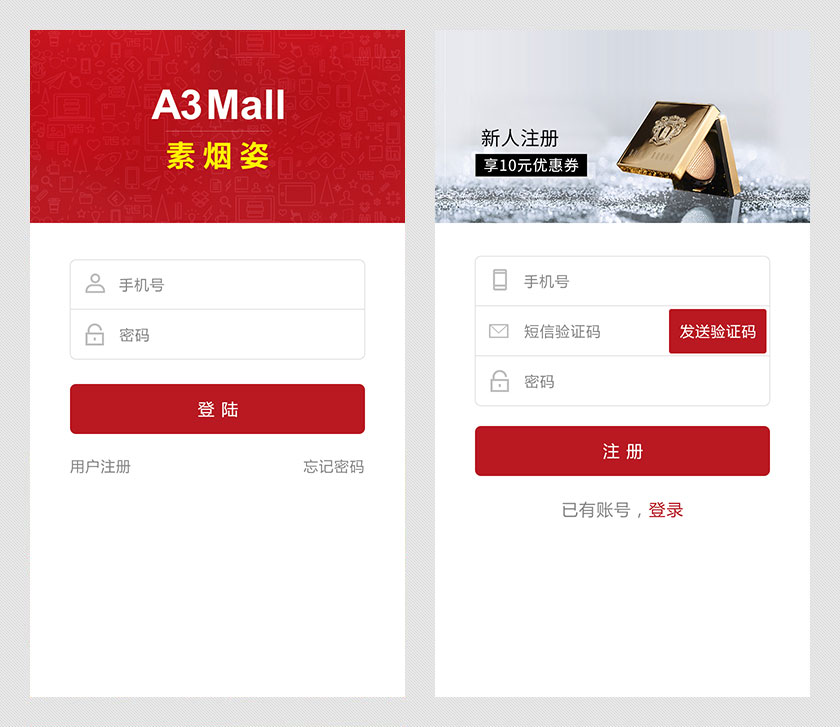 A3Mall
素烟姿
手机号
密码
登陆
用户注册
忘记密码
新人注册
享10元优惠券
手机号
短信验证码
发送验证码
密码
注册
已有账号，登录